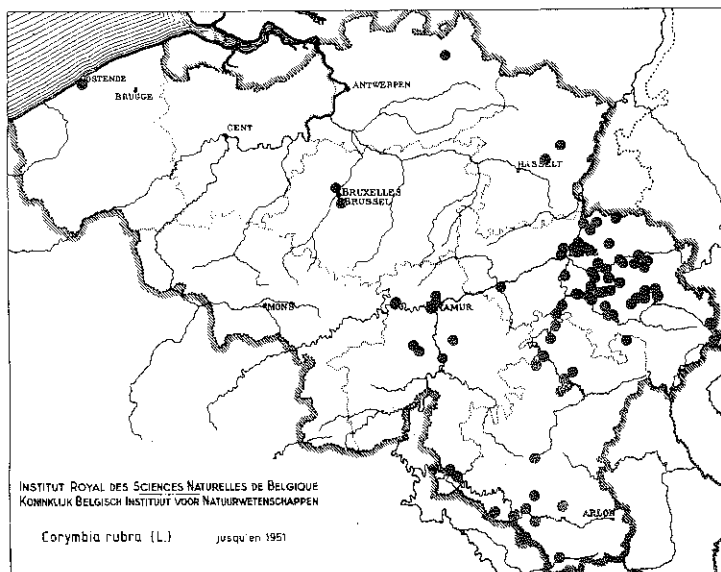 OSTENDE
BRUGGE
ANTWERPEN
GENT
HASSELT
BRUXELLES
BRUSSEL
MONS
NAMUR
ARLON
INSTITUT ROYAL DES SCIENCES NATURELLES DE BELGIQUE
KONINKLIJK BELGISCH INSTITUUT VOOR NATUURWETENSCHAPPEN
Corymbia rubra (L.) jusqu'en 1951